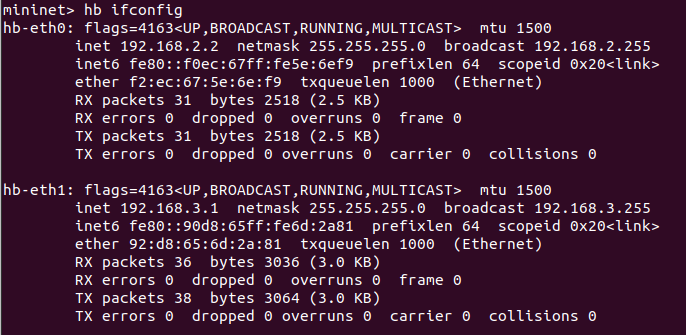 mininet> hb ifconfig
hb-eth0: flags=4163<UP,BROADCAST,RUNNING,MULTICAST>  mtu 1500
        inet 192.168.2.2  netmask 255.255.255.0  broadcast 192.168.2.255
        inet6 fe80::f0ec:67ff:fe5e:6ef9  prefixlen 64  scopeid 0x20<link>
        ether f2:ec:67:5e:6e:f9  txqueuelen 1000  (Ethernet)
        RX packets 31  bytes 2518 (2.5 KB)
        RX errors 0  dropped 0  overruns 0  frame 0
        TX packets 31  bytes 2518 (2.5 KB)
        TX errors 0  dropped 0 overruns 0  carrier 0  collisions 0

hb-eth1: flags=4163<UP,BROADCAST,RUNNING,MULTICAST>  mtu 1500
        inet 192.168.3.1  netmask 255.255.255.0  broadcast 192.168.3.255
        inet6 fe80::90d8:65ff:fe6d:2a81  prefixlen 64  scopeid 0x20<link>
        ether 92:d8:65:6d:2a:81  txqueuelen 1000  (Ethernet)
        RX packets 36  bytes 3036 (3.0 KB)
        RX errors 0  dropped 0  overruns 0  frame 0
        TX packets 38  bytes 3064 (3.0 KB)
        TX errors 0  dropped 0 overruns 0  carrier 0  collisions 0